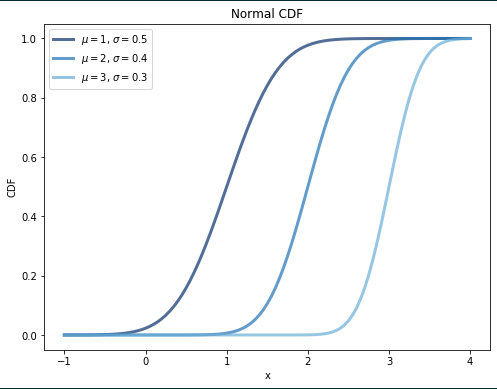 Normal CDF
μ = 1, σ = 0.5
μ = 2, σ = 0.4
μ = 3, σ = 0.3
1.0
0.8
0.6
0.4
0.2
0.0
CDF
−1
0
1
2
3
4
x